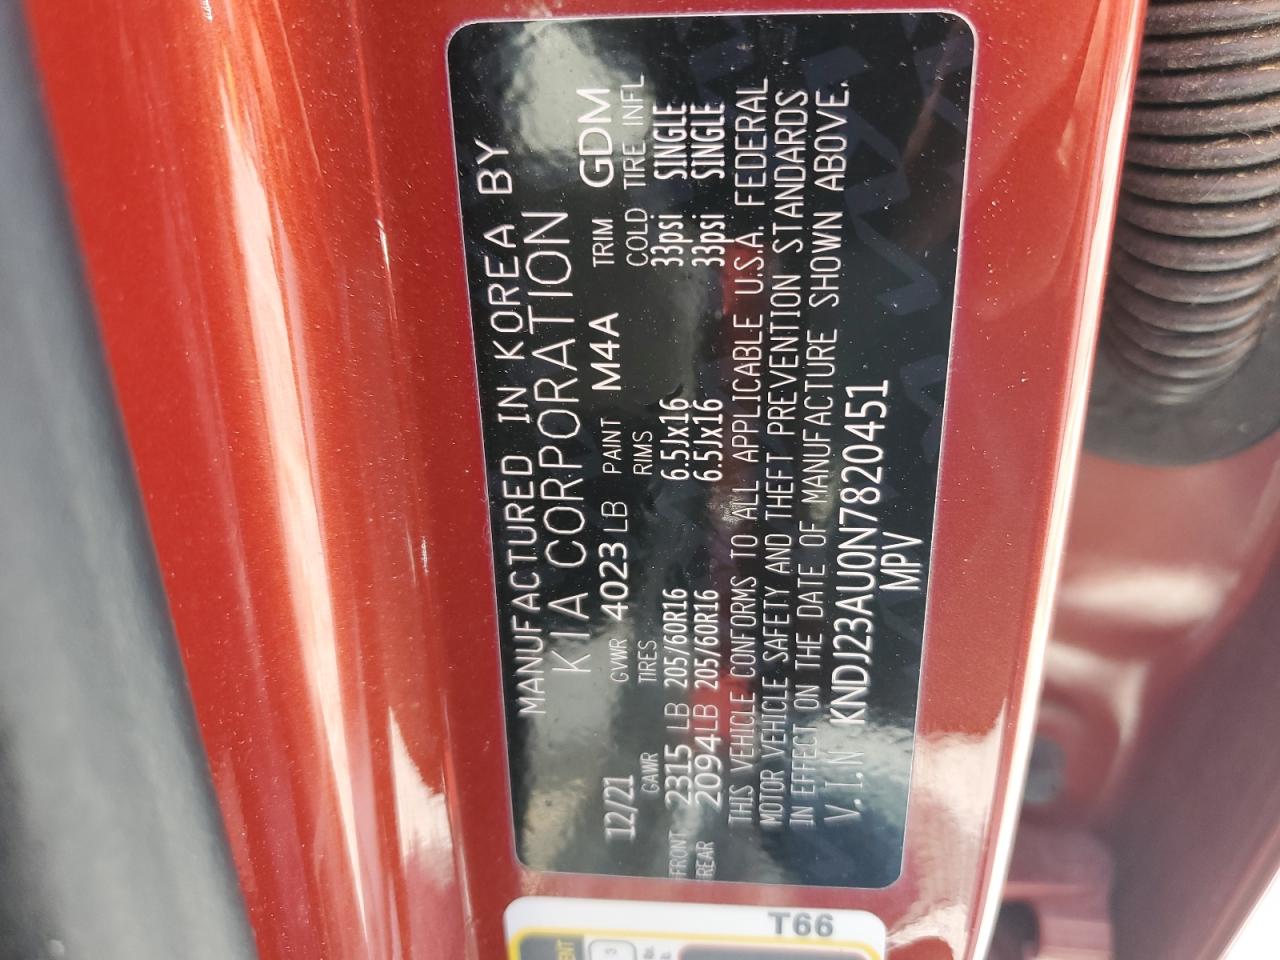 MANUFACTURED IN KOREA BY
KIA CORPORATION
12/21 GVWR 4023 LB PAINT M4A TRIM GDM
GAWR TIRES RIMS COLD TIRE INFL
FRONT 2315 LB 205/60R16 6.5Jx16 33psi SINGLE
REAR 2094 LB 205/60R16 6.5Jx16 33psi SINGLE
THIS VEHICLE CONFORMS TO ALL APPLICABLE U.S.A. FEDERAL
MOTOR VEHICLE SAFETY AND THEFT PREVENTION STANDARDS
IN EFFECT ON THE DATE OF MANUFACTURE SHOWN ABOVE.
V.I.N KNDJ23AU0N7820451
MPV
T66